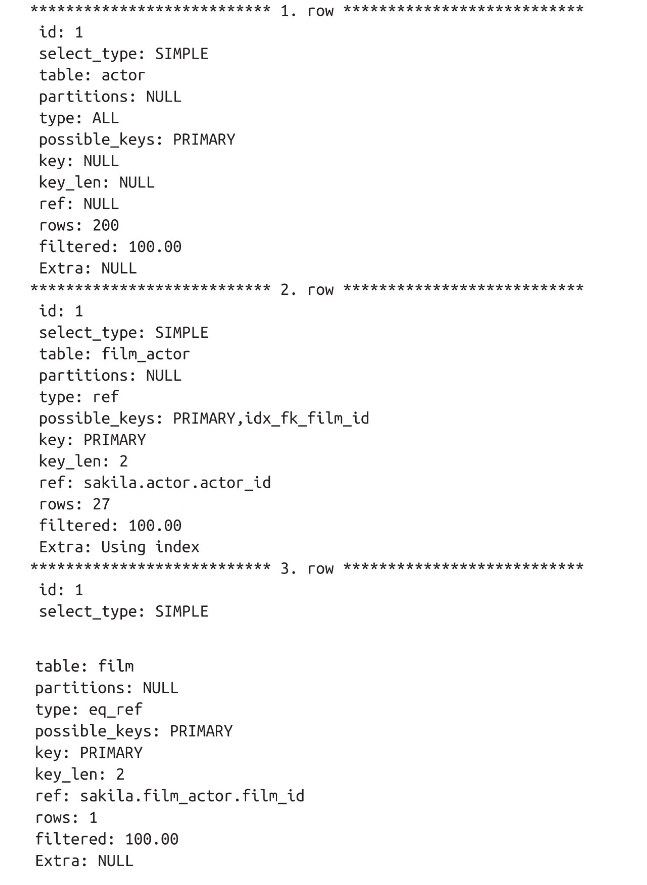 *************************** 1. row ***************************
id: 1
select_type: SIMPLE
table: actor
partitions: NULL
type: ALL
possible_keys: PRIMARY
key: NULL
key_len: NULL
ref: NULL
rows: 200
filtered: 100.00
Extra: NULL
*************************** 2. row ***************************
id: 1
select_type: SIMPLE
table: film_actor
partitions: NULL
type: ref
possible_keys: PRIMARY,idx_fk_film_id
key: PRIMARY
key_len: 2
ref: sakila.actor.actor_id
rows: 27
filtered: 100.00
Extra: Using index
*************************** 3. row ***************************
id: 1
select_type: SIMPLE
table: film
partitions: NULL
type: eq_ref
possible_keys: PRIMARY
key: PRIMARY
key_len: 2
ref: sakila.film_actor.film_id
rows: 1
filtered: 100.00
Extra: NULL